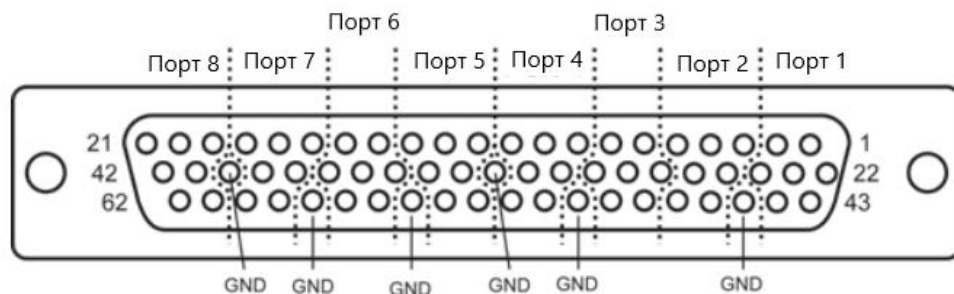 Порт 6 Порт 3
Порт 8 Порт 7 Порт 5 Порт 4 Порт 2 Порт 1
21 1
42 22
62 43
GND GND GND GND GND GND